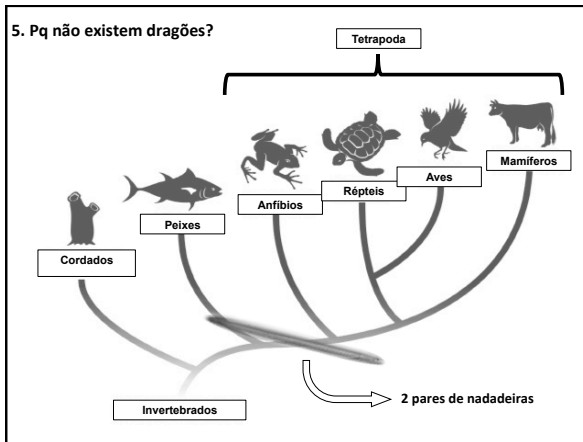 5. Pq não existem dragões?
Tetrapoda
Mamíferos
Aves
Répteis
Anfíbios
Peixes
Cordados
Invertebrados
2 pares de nadadeiras